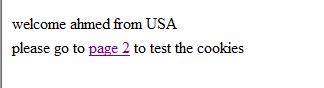 welcome ahmed from USA
please go to page 2 to test the cookies